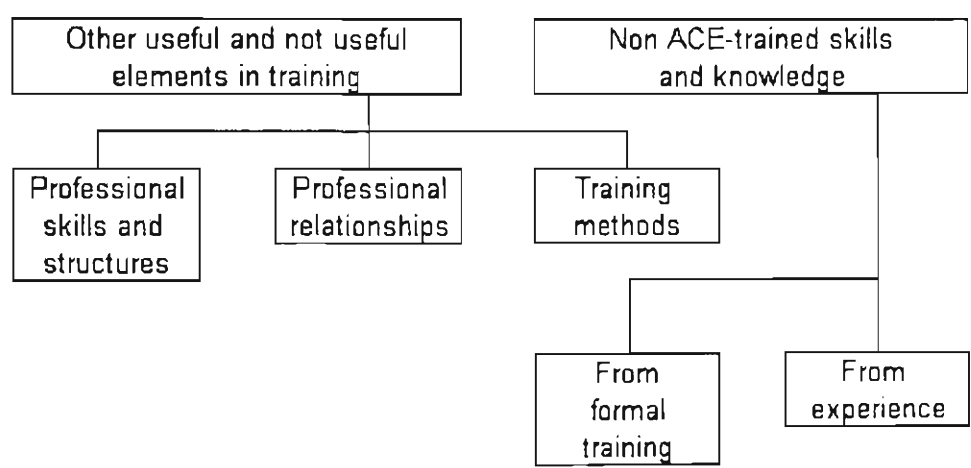 Other useful and not useful
elements in training
Non ACE-trained skills
and knowledge
Professional
skills and
structures
Professional
relationships
Training
methods
From
formal
training
From
experience